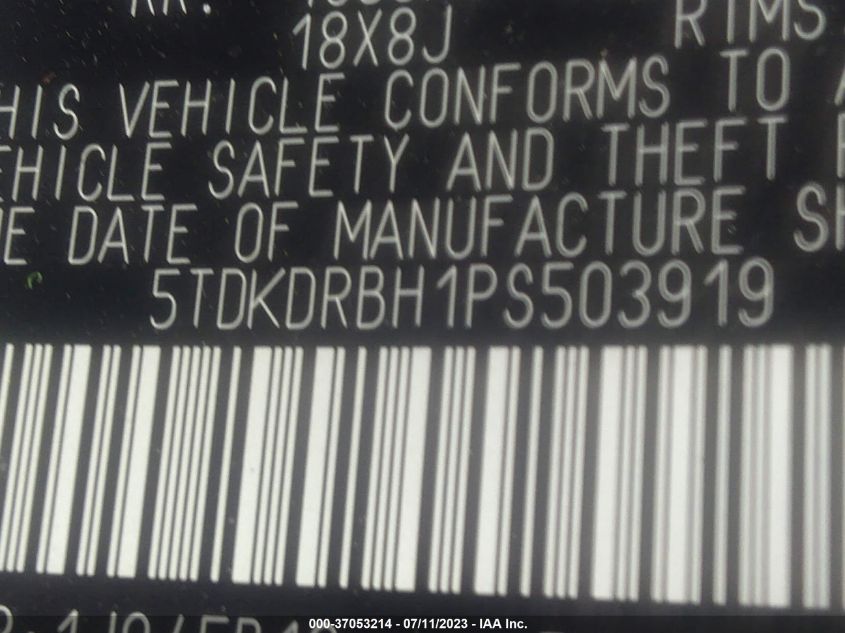 18X8J RIMS
HIS VEHICLE CONFORMS TO A
EHICLE SAFETY AND THEFT
E DATE OF MANUFACTURE SH
5TDKDRBH1PS503919
000-37053214 - 07/11/2023 - IAA Inc.